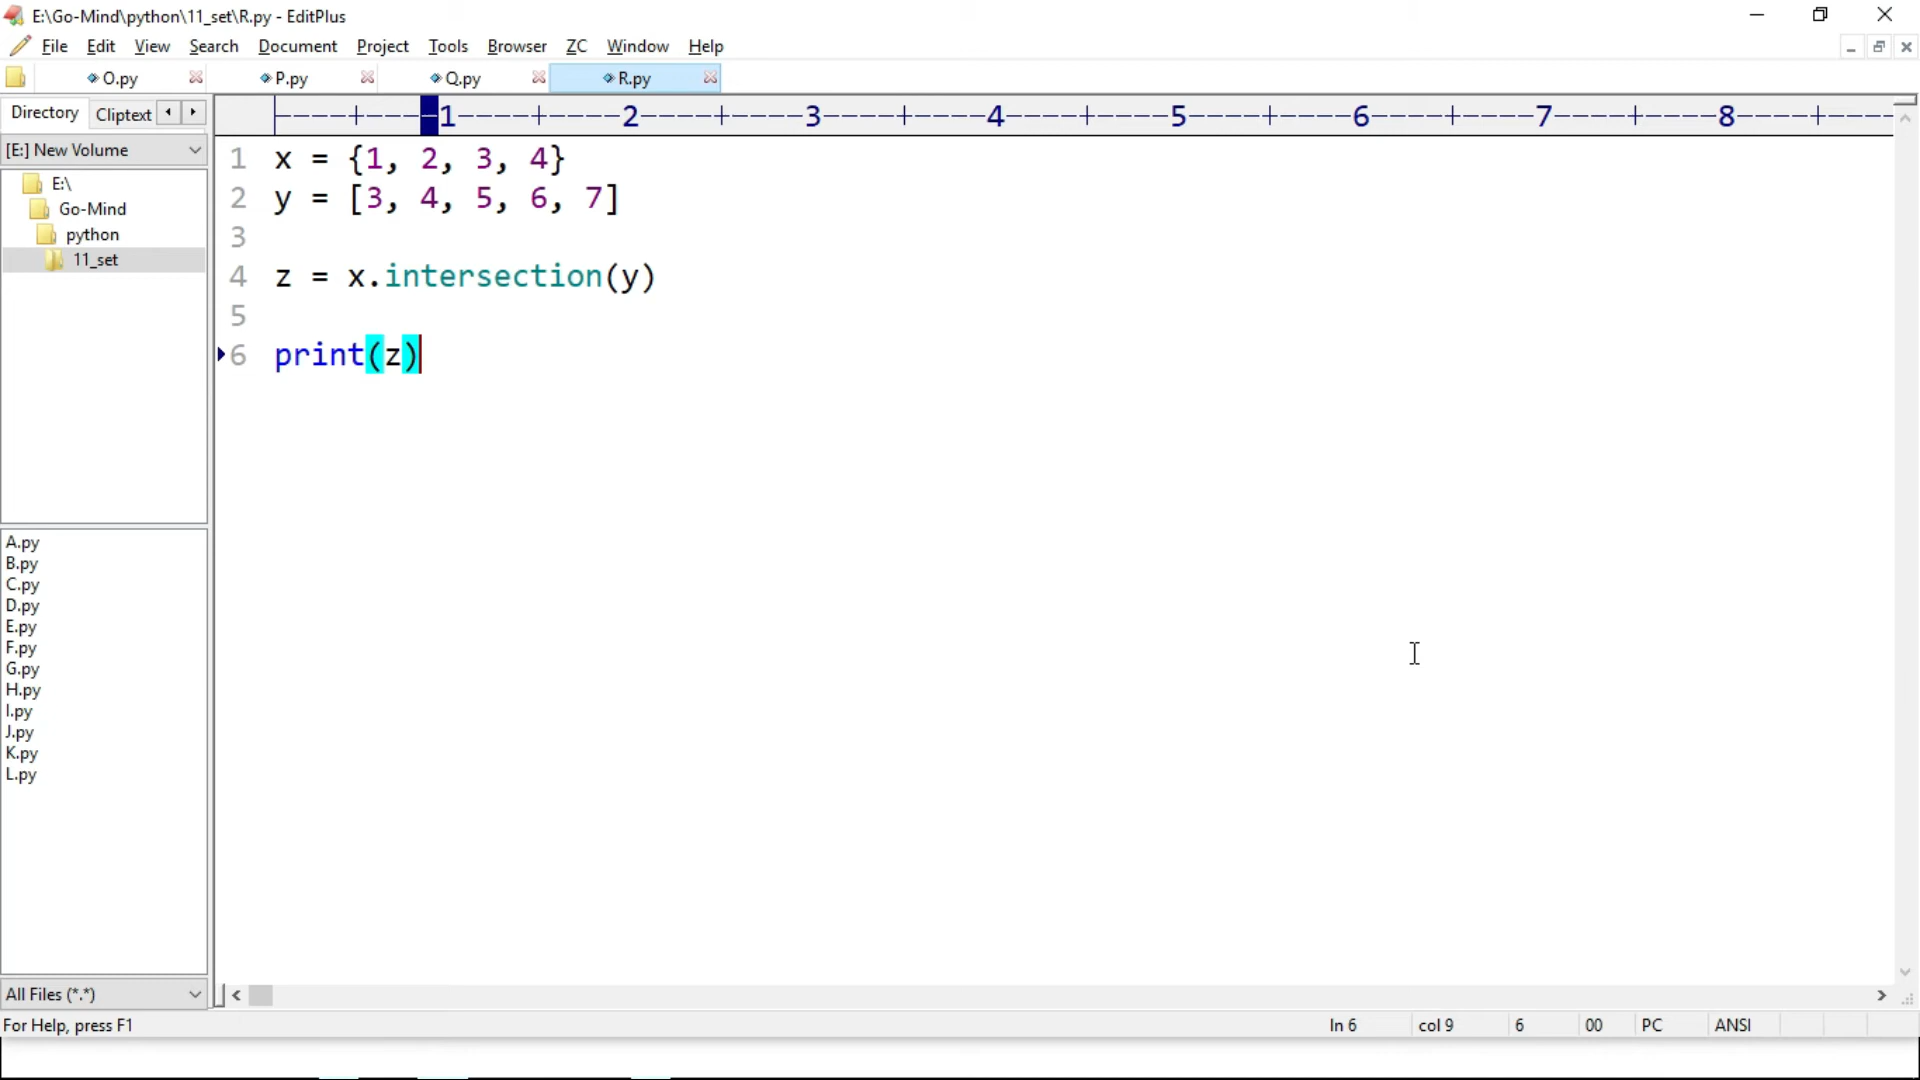 E:\Go-Mind\python\11_set\R.py - EditPlus
File Edit View Search Document Project Tools Browser ZC Window Help
O.py P.py Q.py R.py
Directory Cliptext
----+----1----+----2----+----3----+----4----+----5----+----6----+----7----+----8----+----
[E:] New Volume
E:\
Go-Mind
python
11_set
1 x = {1, 2, 3, 4}
2 y = [3, 4, 5, 6, 7]
3
4 z = x.intersection(y)
5
6 print(z)
A.py
B.py
C.py
D.py
E.py
F.py
G.py
H.py
I.py
J.py
K.py
L.py
All Files (*.*)
For Help, press F1 ln 6 col 9 6 00 PC ANSI